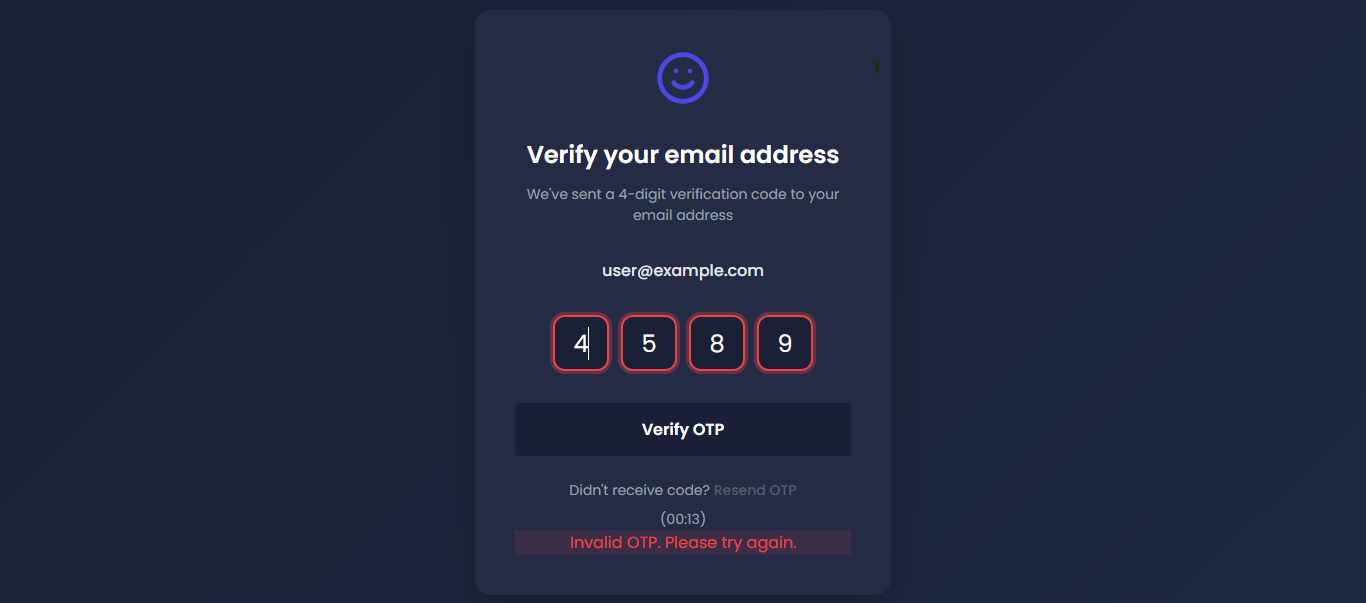 Verify your email address
We've sent a 4-digit verification code to your
email address
user@example.com
4 5 8 9
Verify OTP
Didn't receive code? Resend OTP
(00:13)
Invalid OTP. Please try again.